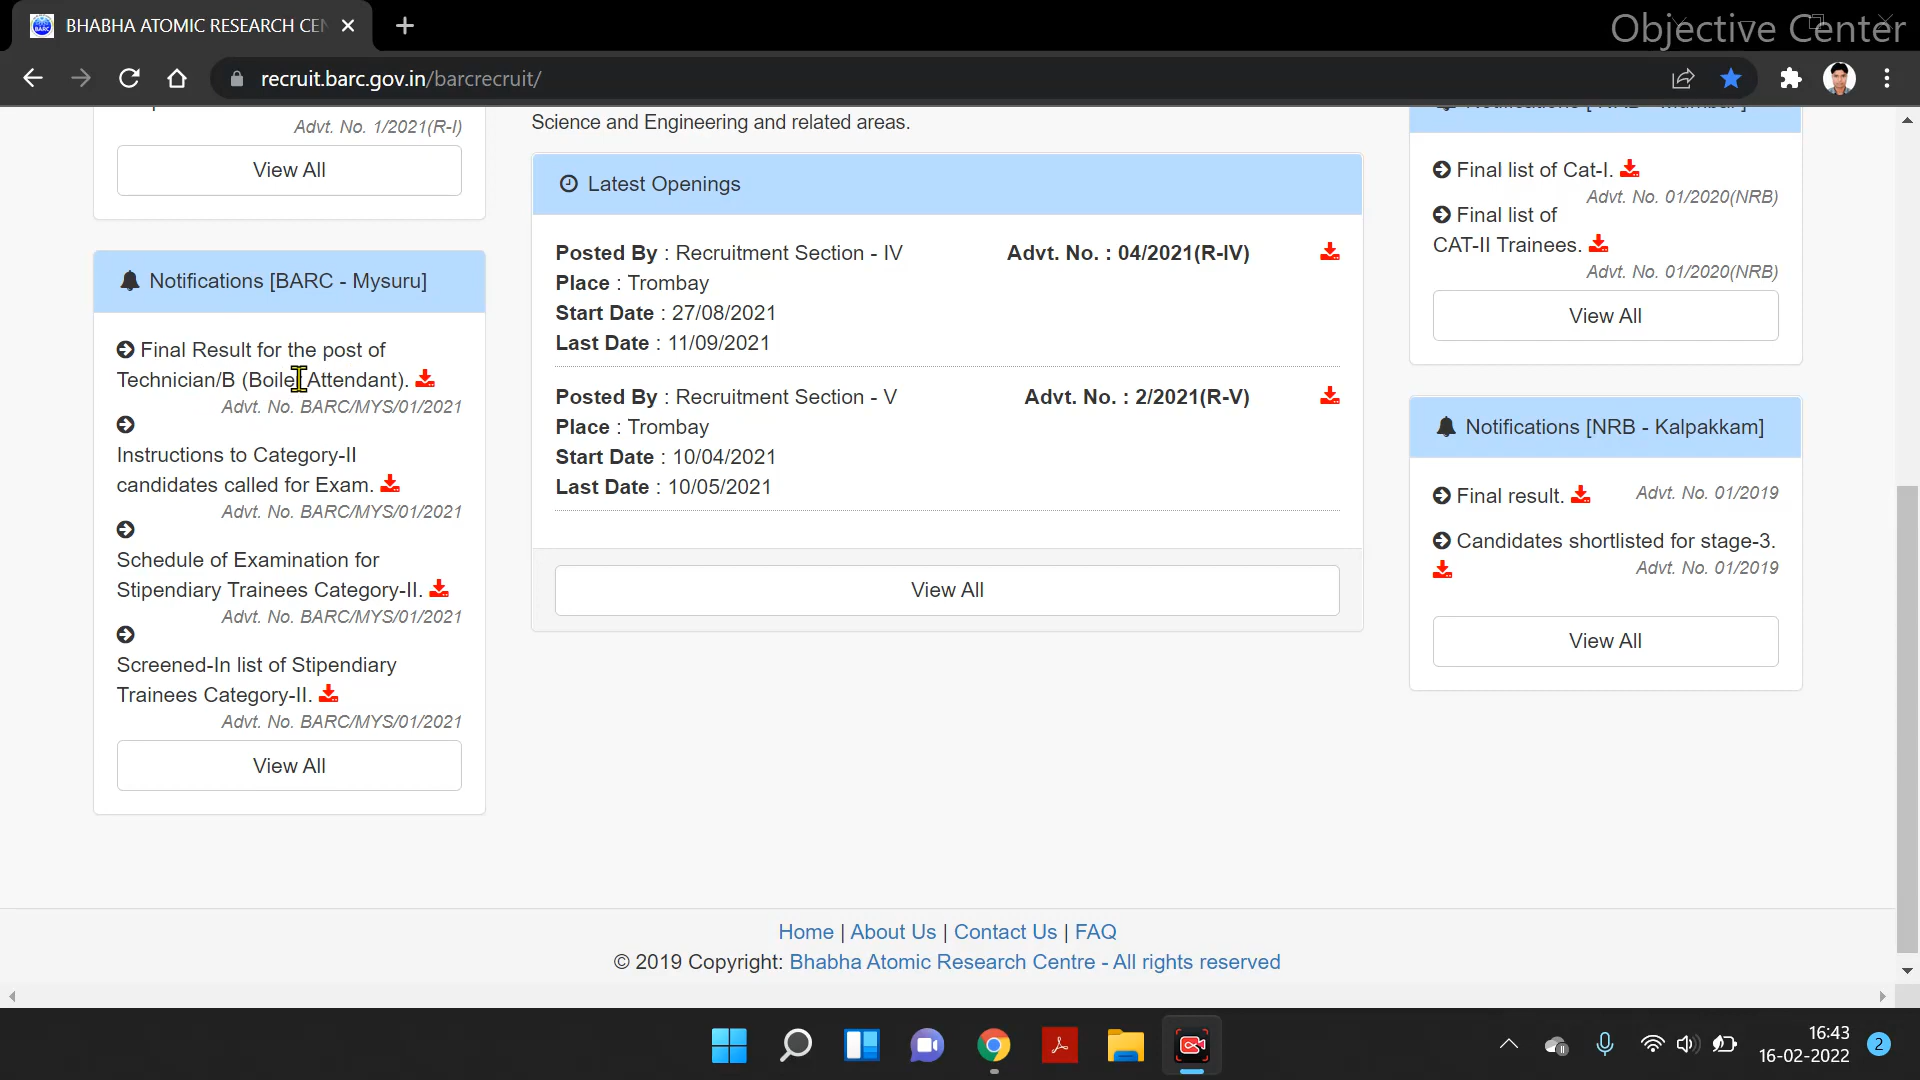 BHABHA ATOMIC RESEARCH CEN
Objective Center
recruit.barc.gov.in/barcrecruit/
Advt. No. 1/2021(R-I)
View All
Notifications [BARC - Mysuru]
Final Result for the post of
Technician/B (Boiler Attendant).
Advt. No. BARC/MYS/01/2021
Instructions to Category-II
candidates called for Exam.
Advt. No. BARC/MYS/01/2021
Schedule of Examination for
Stipendiary Trainees Category-II.
Advt. No. BARC/MYS/01/2021
Screened-In list of Stipendiary
Trainees Category-II.
Advt. No. BARC/MYS/01/2021
View All
Science and Engineering and related areas.
Latest Openings
Posted By : Recruitment Section - IV Advt. No. : 04/2021(R-IV)
Place : Trombay
Start Date : 27/08/2021
Last Date : 11/09/2021
Posted By : Recruitment Section - V Advt. No. : 2/2021(R-V)
Place : Trombay
Start Date : 10/04/2021
Last Date : 10/05/2021
View All
Final list of Cat-I.
Advt. No. 01/2020(NRB)
Final list of
CAT-II Trainees.
Advt. No. 01/2020(NRB)
View All
Notifications [NRB - Kalpakkam]
Final result. Advt. No. 01/2019
Candidates shortlisted for stage-3.
Advt. No. 01/2019
View All
Home | About Us | Contact Us | FAQ
© 2019 Copyright: Bhabha Atomic Research Centre - All rights reserved
16:43
16-02-2022
2